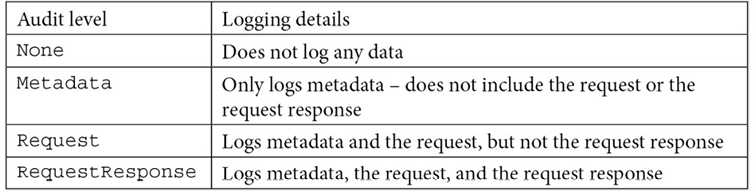 Audit level Logging details
None Does not log any data
Metadata Only logs metadata – does not include the request or the
request response
Request Logs metadata and the request, but not the request response
RequestResponse Logs metadata, the request, and the request response